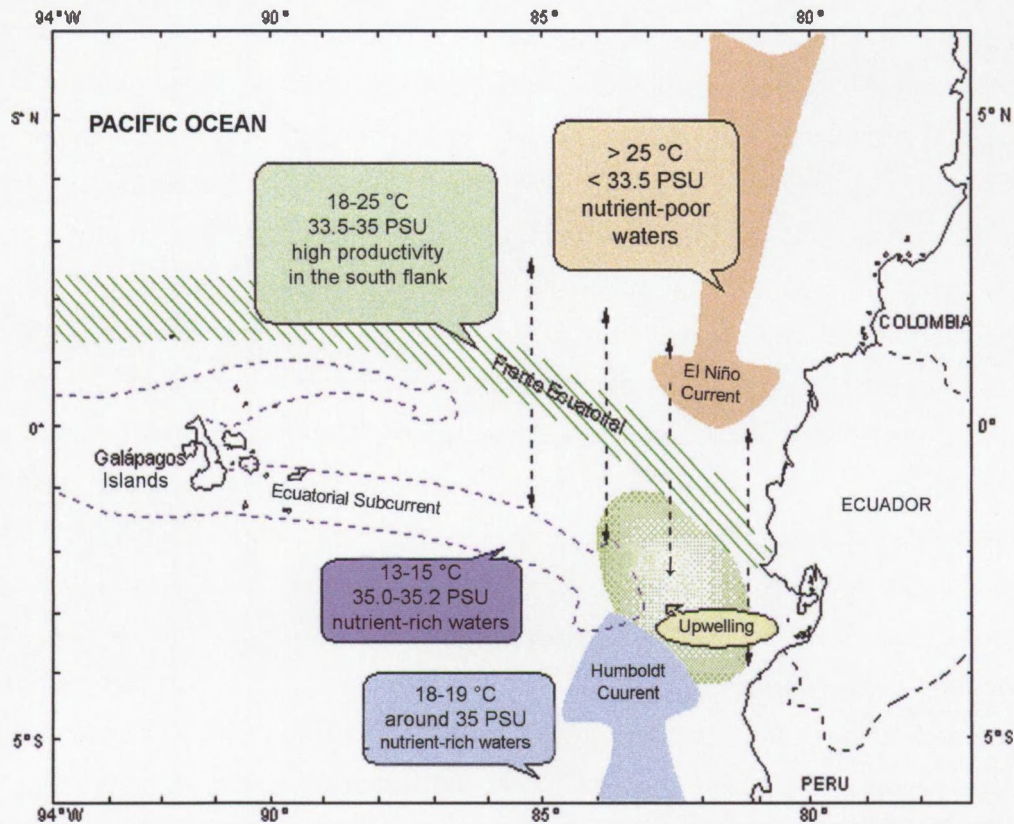 94°W
90°
85°
80°
5° N
5°N
PACIFIC OCEAN
> 25 °C
< 33.5 PSU
nutrient-poor
waters
18-25 °C
33.5-35 PSU
high productivity
in the south flank
COLOMBIA
El Niño
Current
Frente Ecuatorial
0°
0°
Galápagos
Islands
Ecuatorial Subcurrent
ECUADOR
13-15 °C
35.0-35.2 PSU
nutrient-rich waters
Upwelling
Humboldt
Cuurent
18-19 °C
around 35 PSU
nutrient-rich waters
5°S
5°S
PERU
94°W
90°
85°
80°